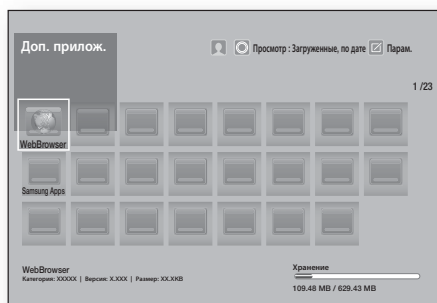 Доп. прилож.
Просмотр : Загруженные, по дате Парам.
1 /23
WebBrowser
Samsung Apps
WebBrowser
Категория: XXXXX | Версия: X.XXX | Размер: XX.XKB
Хранение
109.48 MB / 629.43 MB